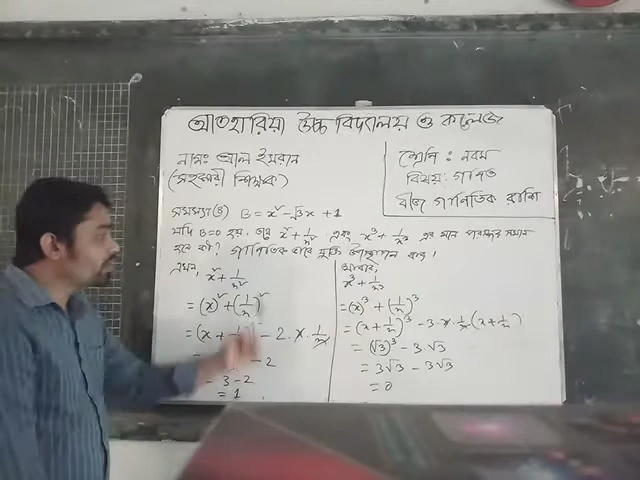 আতহারিয়া উচ্চ বিদ্যালয় ও কলেজ
নামঃ আল ইমরান
(সহকারী শিক্ষক)
শ্রেণি : নবম
বিষয়: গণিত
বীজ গাণিতিক রাশি
সমস্যা B = x² - √3x + 1
যদি B=0 হয়, তবে x² + 1/x² এবং x³ + 1/x³ এর মান পরস্পর সমান
হবে কী? গাণিতিক ভাবে যুক্তি উপস্থাপন কর।
এখন, x² + 1/x²
= (x)² + (1/x)²
= (x + 1 - 2 . x . 1/x
- 2
= 3 - 2
= 1
আবার,
x³ + 1/x³
= (x)³ + (1/x)³
= (x + 1/x)³ - 3 . x . 1/x (x + 1/x)
= (√3)³ - 3√3
= 3√3 - 3√3
= 0